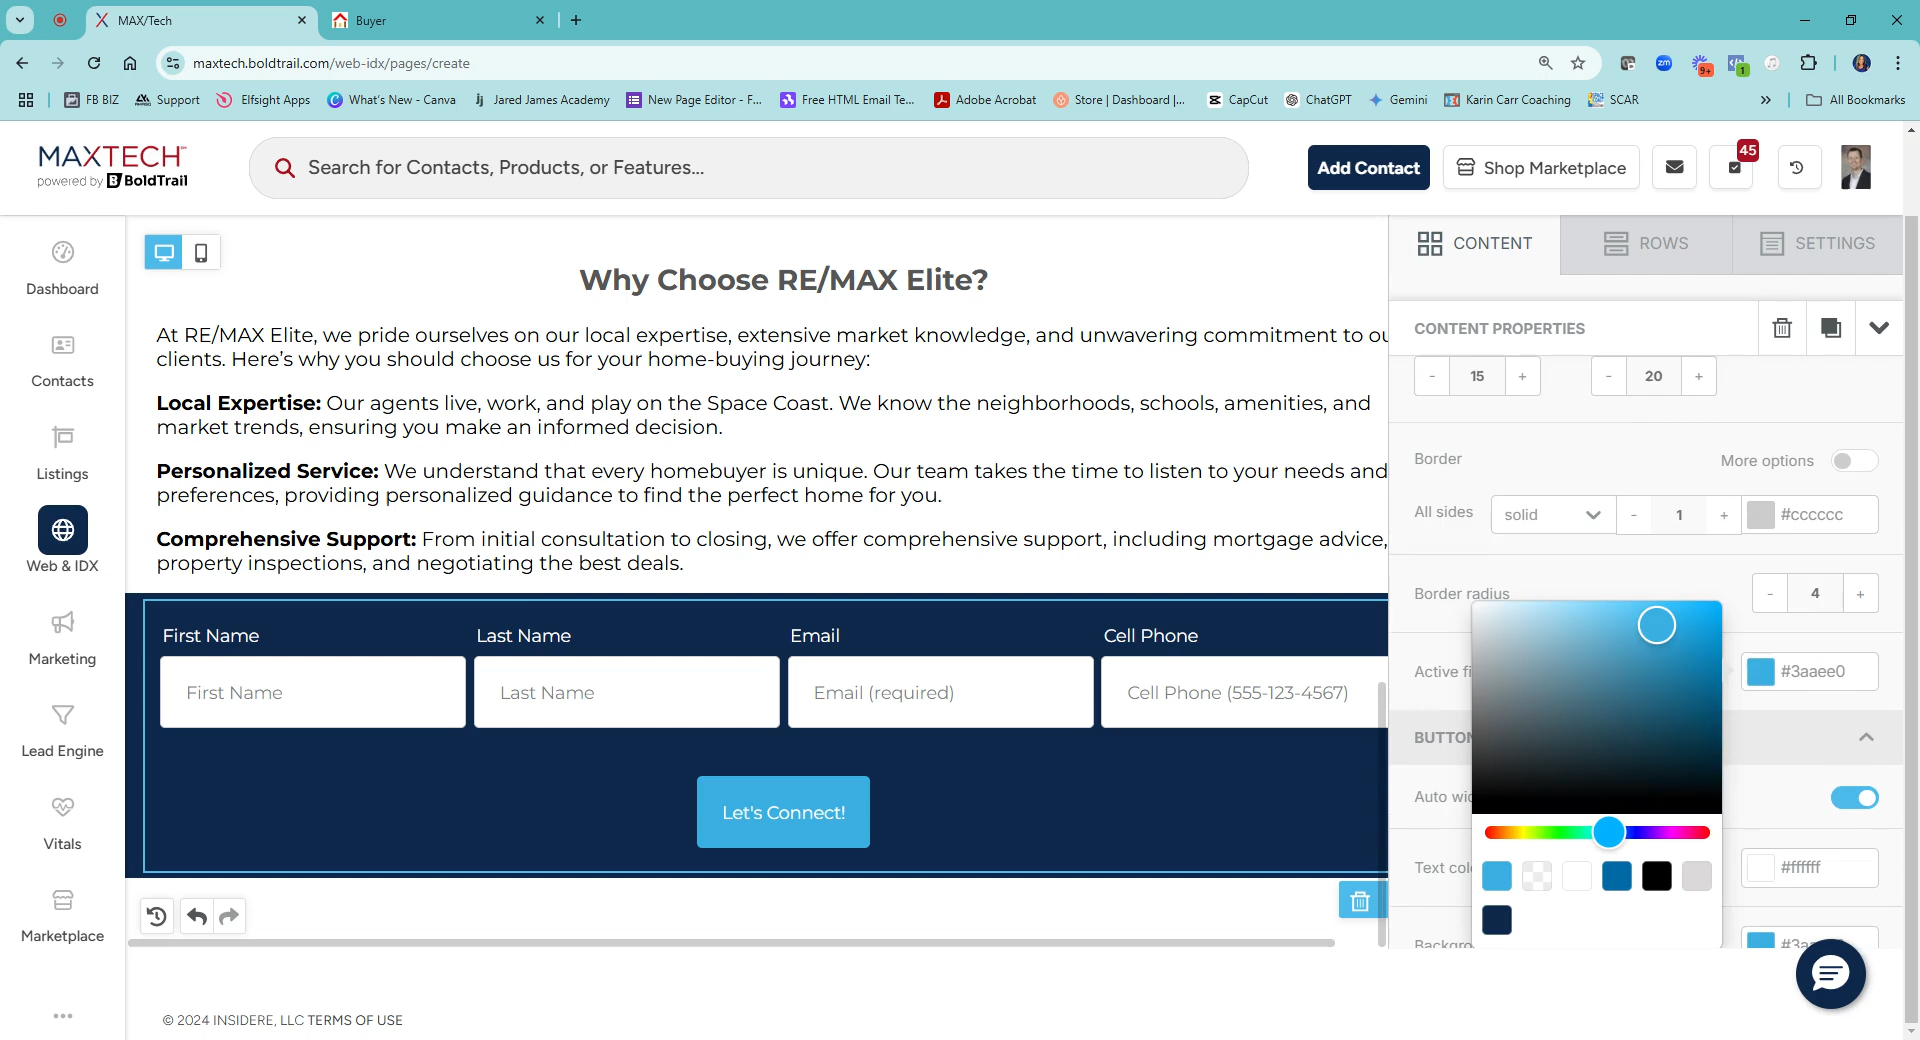 MAX/Tech
Buyer
maxtech.boldtrail.com/web-idx/pages/create
9+
1
FB BIZ
Support
Elfsight Apps
What's New - Canva
Jared James Academy
New Page Editor - F...
Free HTML Email Te...
Adobe Acrobat
Store | Dashboard |...
CapCut
ChatGPT
Gemini
Karin Carr Coaching
SCAR
All Bookmarks
MAXTECH
powered by BoldTrail
Search for Contacts, Products, or Features...
Add Contact
Shop Marketplace
45
Dashboard
Contacts
Listings
Web & IDX
Marketing
Lead Engine
Vitals
Marketplace
Why Choose RE/MAX Elite?
At RE/MAX Elite, we pride ourselves on our local expertise, extensive market knowledge, and unwavering commitment to ou
clients. Here's why you should choose us for your home-buying journey:
Local Expertise: Our agents live, work, and play on the Space Coast. We know the neighborhoods, schools, amenities, and
market trends, ensuring you make an informed decision.
Personalized Service: We understand that every homebuyer is unique. Our team takes the time to listen to your needs and
preferences, providing personalized guidance to find the perfect home for you.
Comprehensive Support: From initial consultation to closing, we offer comprehensive support, including mortgage advice,
property inspections, and negotiating the best deals.
First Name
Last Name
Email
Cell Phone
First Name
Last Name
Email (required)
Cell Phone (555-123-4567)
Let's Connect!
© 2024 INSIDERE, LLC TERMS OF USE
CONTENT
ROWS
SETTINGS
CONTENT PROPERTIES
- 15 +
- 20 +
Border
More options
All sides
solid
- 1 +
#cccccc
Border radius
- 4 +
Active fi
#3aaee0
BUTTON
Auto wid
Text col
#ffffff
Backgro